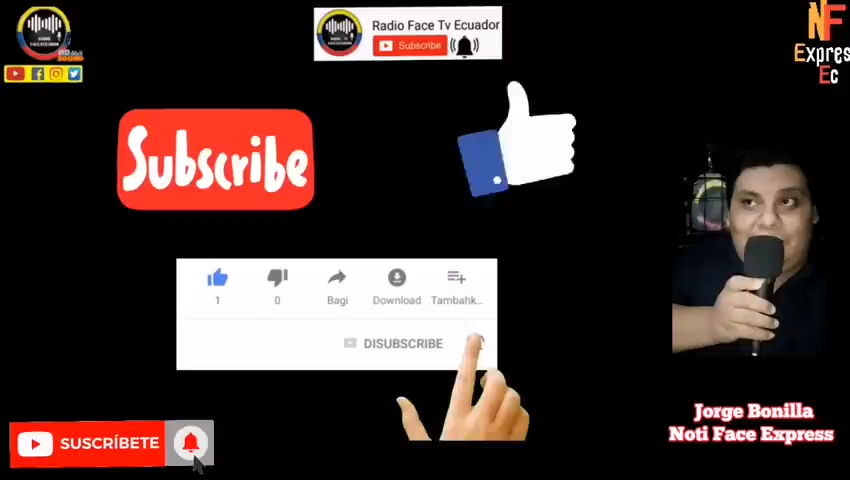 Radio Face Tv Ecuador
Subscribe
NF
Expres
Ec
Subscribe
1
0
Bagi
Download
Tambahk...
DISUBSCRIBE
SUSCRÍBETE
Jorge Bonilla
Noti Face Express